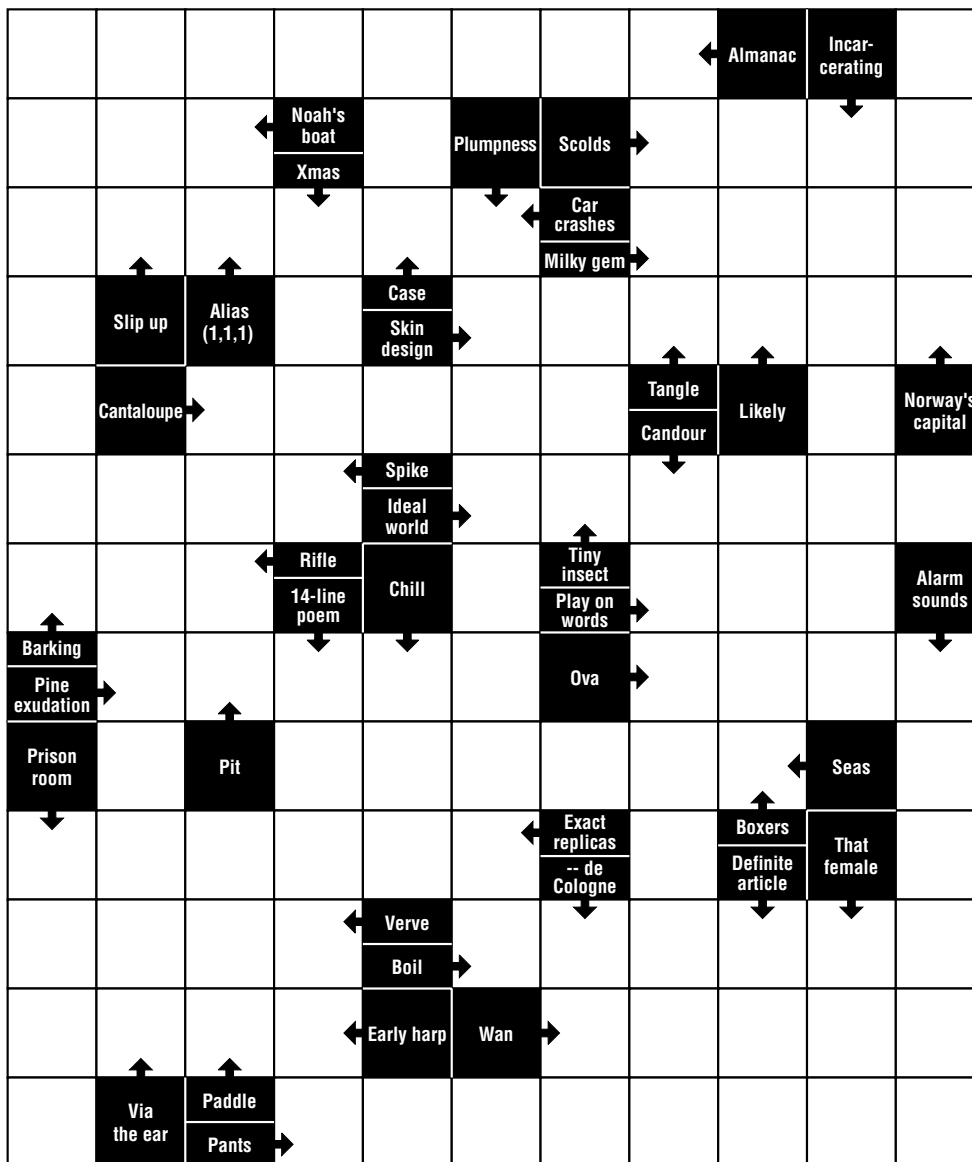 Almanac
Incar-
cerating
Noah's
boat
Xmas
Plumpness
Scolds
Car
crashes
Milky gem
Slip up
Alias
(1,1,1)
Case
Skin
design
Cantaloupe
Tangle
Candour
Likely
Norway's
capital
Spike
Ideal
world
Rifle
14-line
poem
Chill
Tiny
insect
Play on
words
Alarm
sounds
Barking
Pine
exudation
Ova
Prison
room
Pit
Seas
Exact
replicas
-- de
Cologne
Boxers
Definite
article
That
female
Verve
Boil
Early harp
Wan
Via
the ear
Paddle
Pants